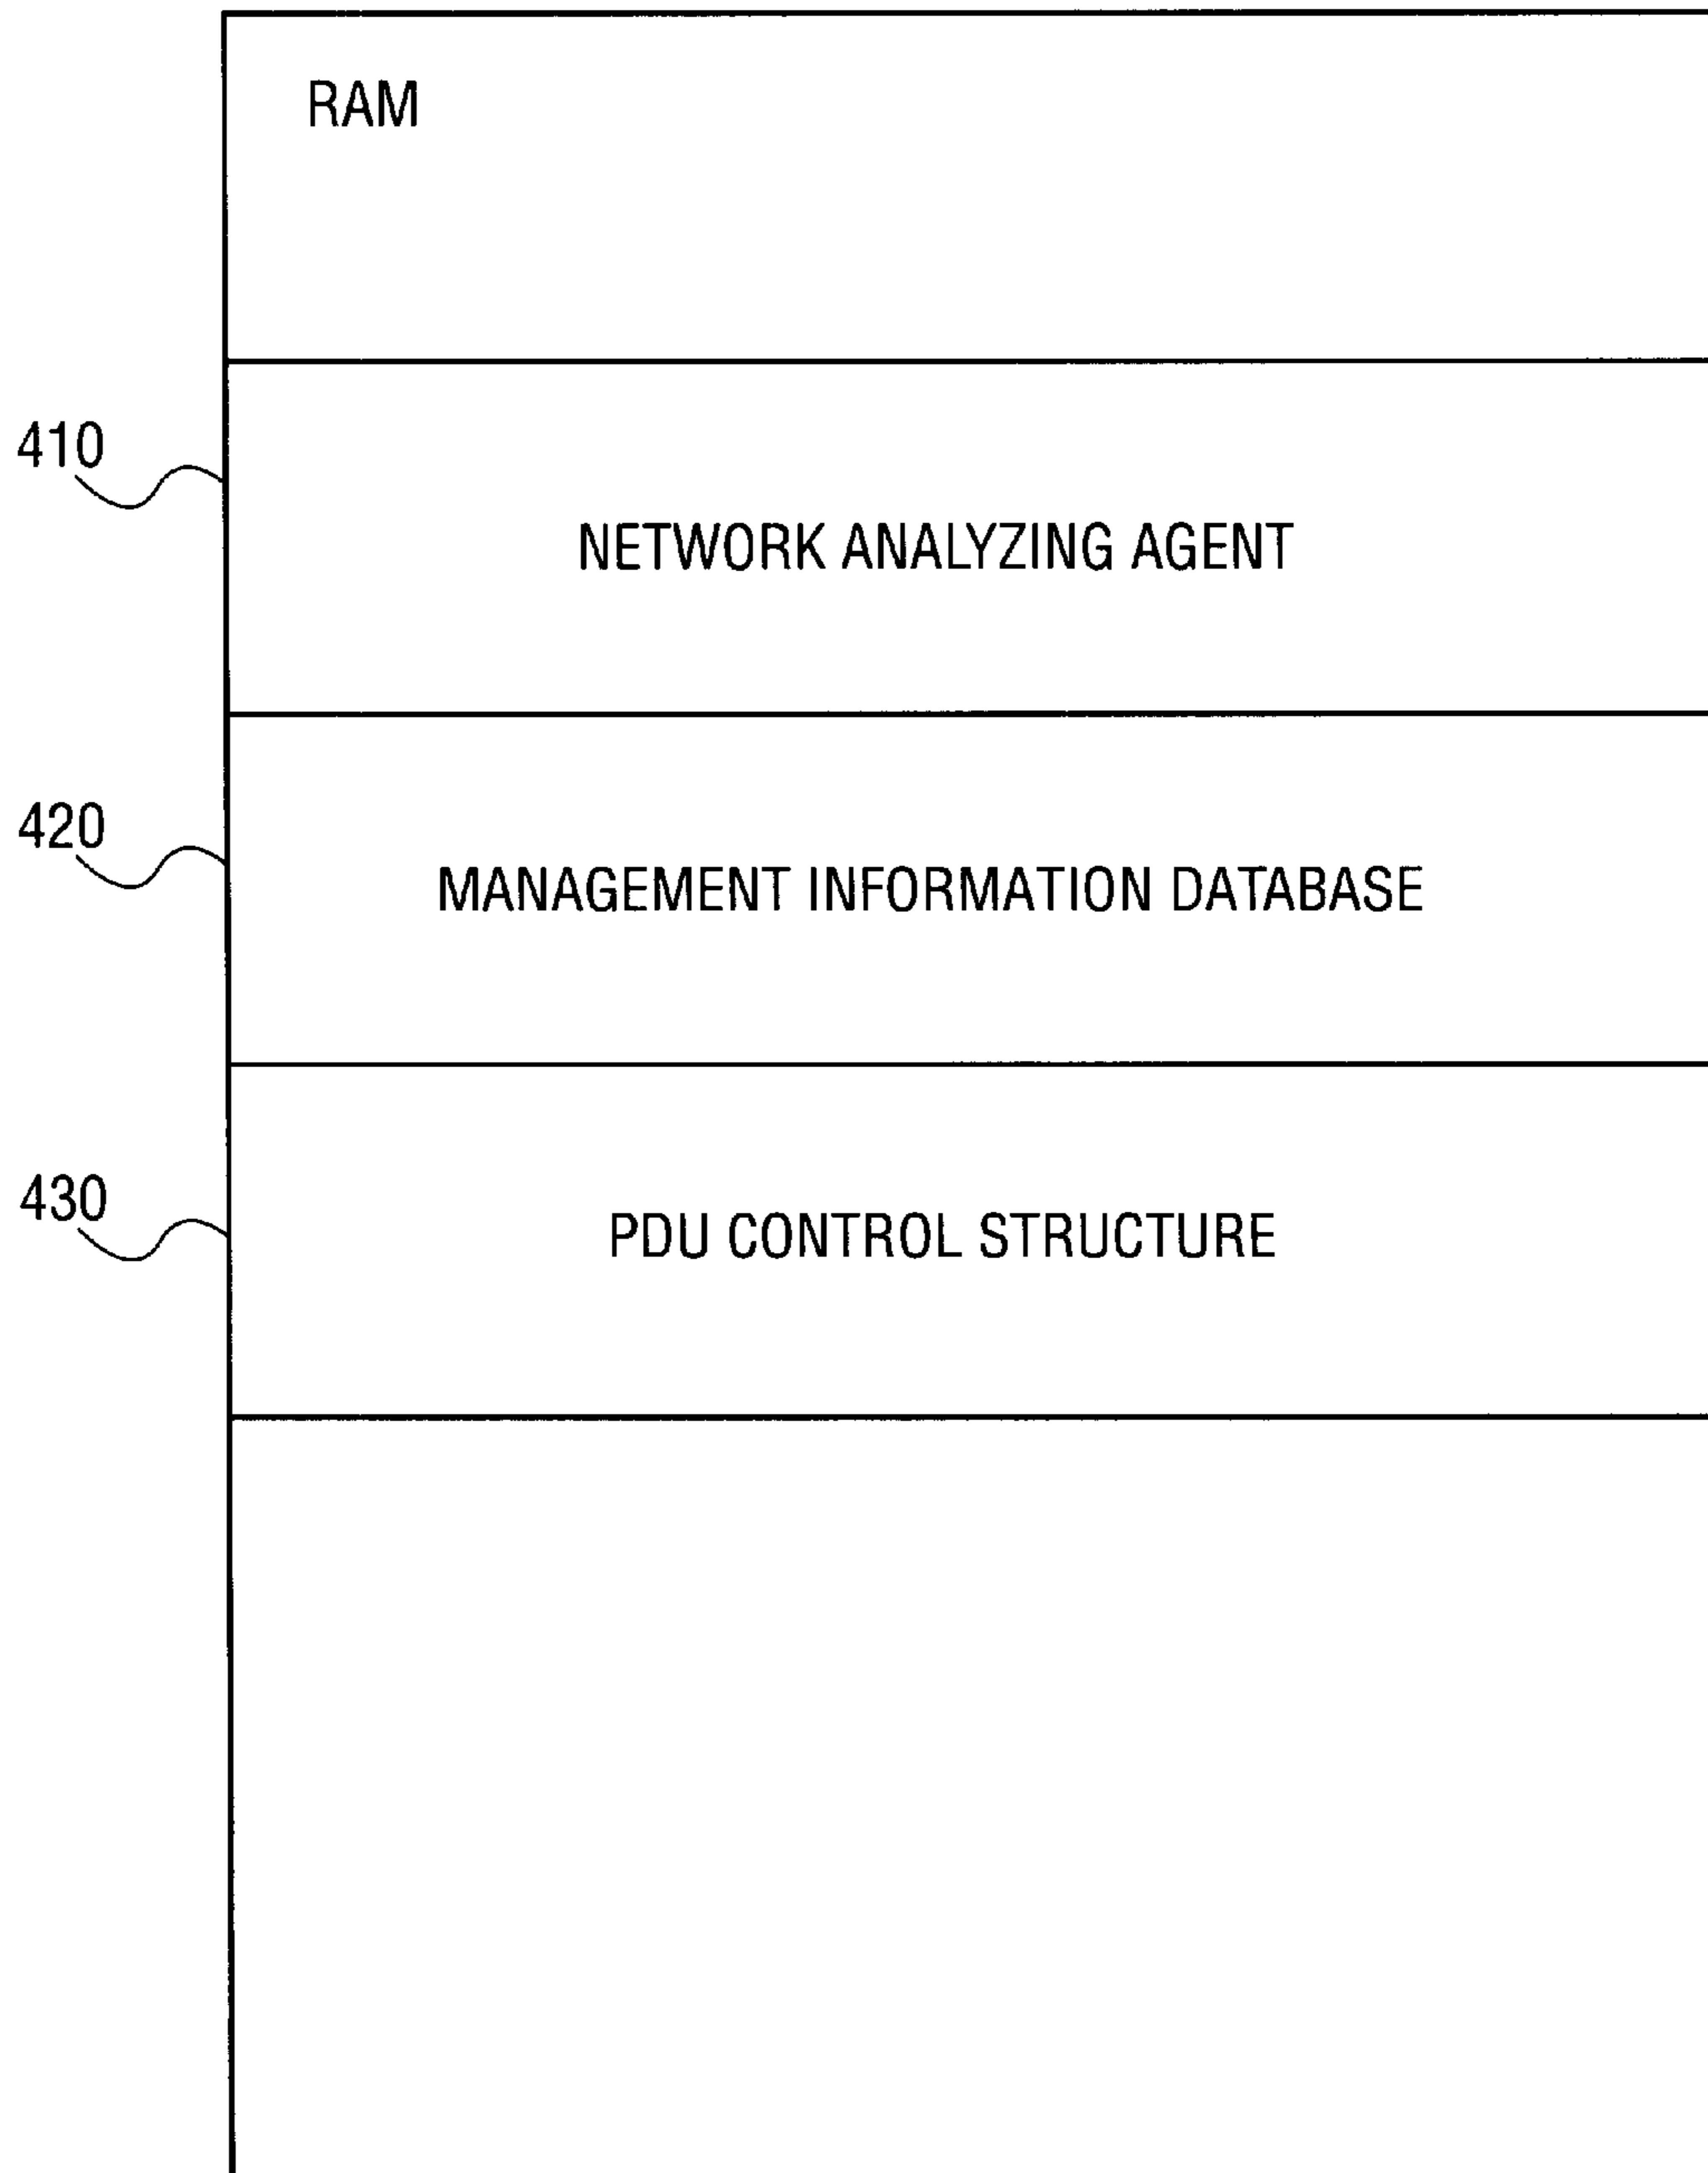 RAM
410
NETWORK ANALYZING AGENT
420
MANAGEMENT INFORMATION DATABASE
430
PDU CONTROL STRUCTURE